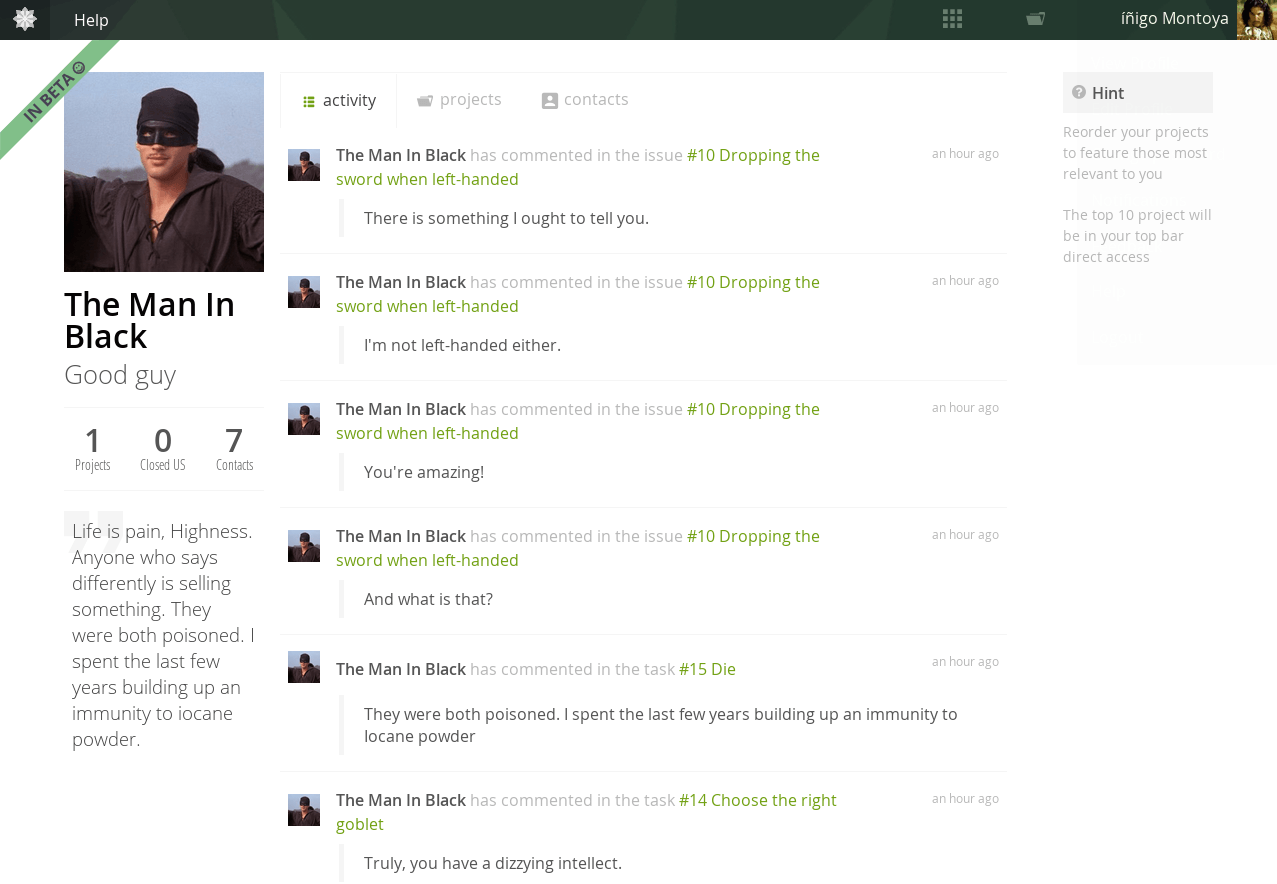 Help
íñigo Montoya
IN BETA
The Man In
Black
Good guy
1
Projects
0
Closed US
7
Contacts
Life is pain, Highness.
Anyone who says
differently is selling
something. They
were both poisoned. I
spent the last few
years building up an
immunity to iocane
powder.
activity
projects
contacts
The Man In Black has commented in the issue #10 Dropping the
sword when left-handed
an hour ago
There is something I ought to tell you.
The Man In Black has commented in the issue #10 Dropping the
sword when left-handed
an hour ago
I'm not left-handed either.
The Man In Black has commented in the issue #10 Dropping the
sword when left-handed
an hour ago
You're amazing!
The Man In Black has commented in the issue #10 Dropping the
sword when left-handed
an hour ago
And what is that?
The Man In Black has commented in the task #15 Die
an hour ago
They were both poisoned. I spent the last few years building up an immunity to
Iocane powder
The Man In Black has commented in the task #14 Choose the right
goblet
an hour ago
Truly, you have a dizzying intellect.
? Hint
Reorder your projects
to feature those most
relevant to you
The top 10 project will
be in your top bar
direct access